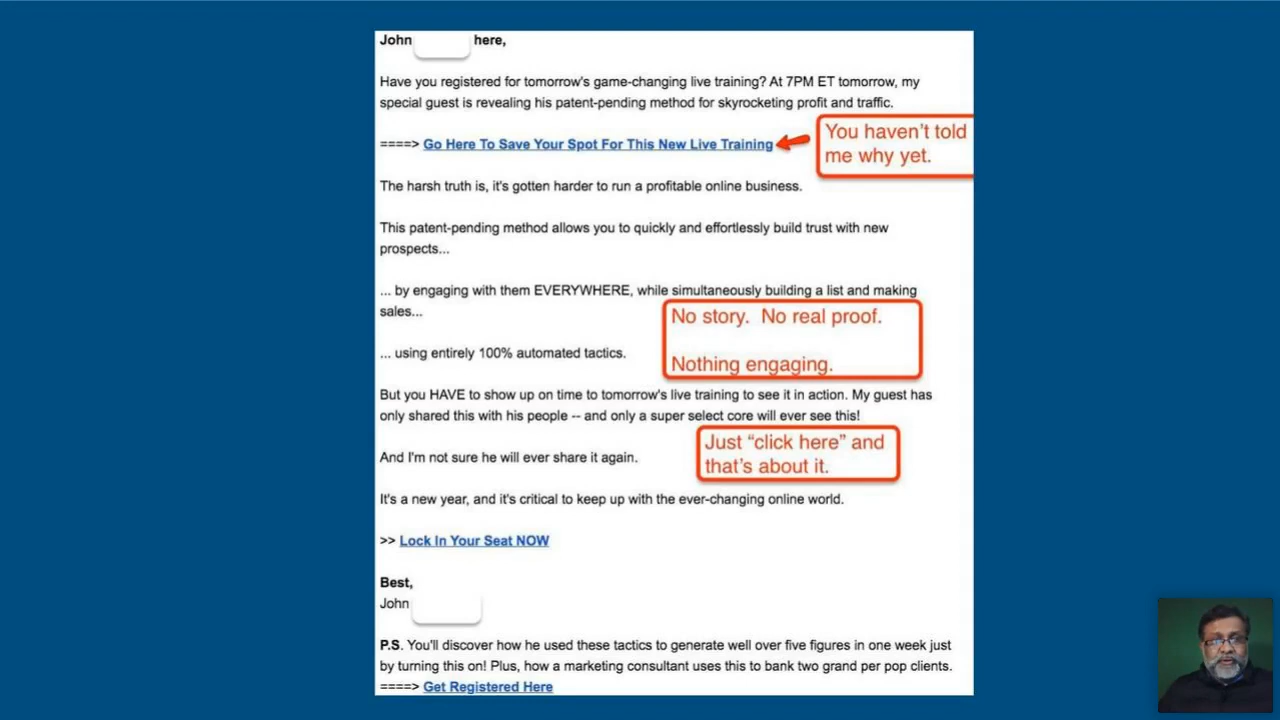 John here,
Have you registered for tomorrow's game-changing live training? At 7PM ET tomorrow, my
special guest is revealing his patent-pending method for skyrocketing profit and traffic.
====> Go Here To Save Your Spot For This New Live Training
You haven't told
me why yet.
The harsh truth is, it's gotten harder to run a profitable online business.
This patent-pending method allows you to quickly and effortlessly build trust with new
prospects...
... by engaging with them EVERYWHERE, while simultaneously building a list and making
sales...
No story. No real proof.
Nothing engaging.
... using entirely 100% automated tactics.
But you HAVE to show up on time to tomorrow's live training to see it in action. My guest has
only shared this with his people -- and only a super select core will ever see this!
Just “click here” and
that's about it.
And I'm not sure he will ever share it again.
It's a new year, and it's critical to keep up with the ever-changing online world.
>> Lock In Your Seat NOW
Best,
John
P.S. You'll discover how he used these tactics to generate well over five figures in one week just
by turning this on! Plus, how a marketing consultant uses this to bank two grand per pop clients.
====> Get Registered Here